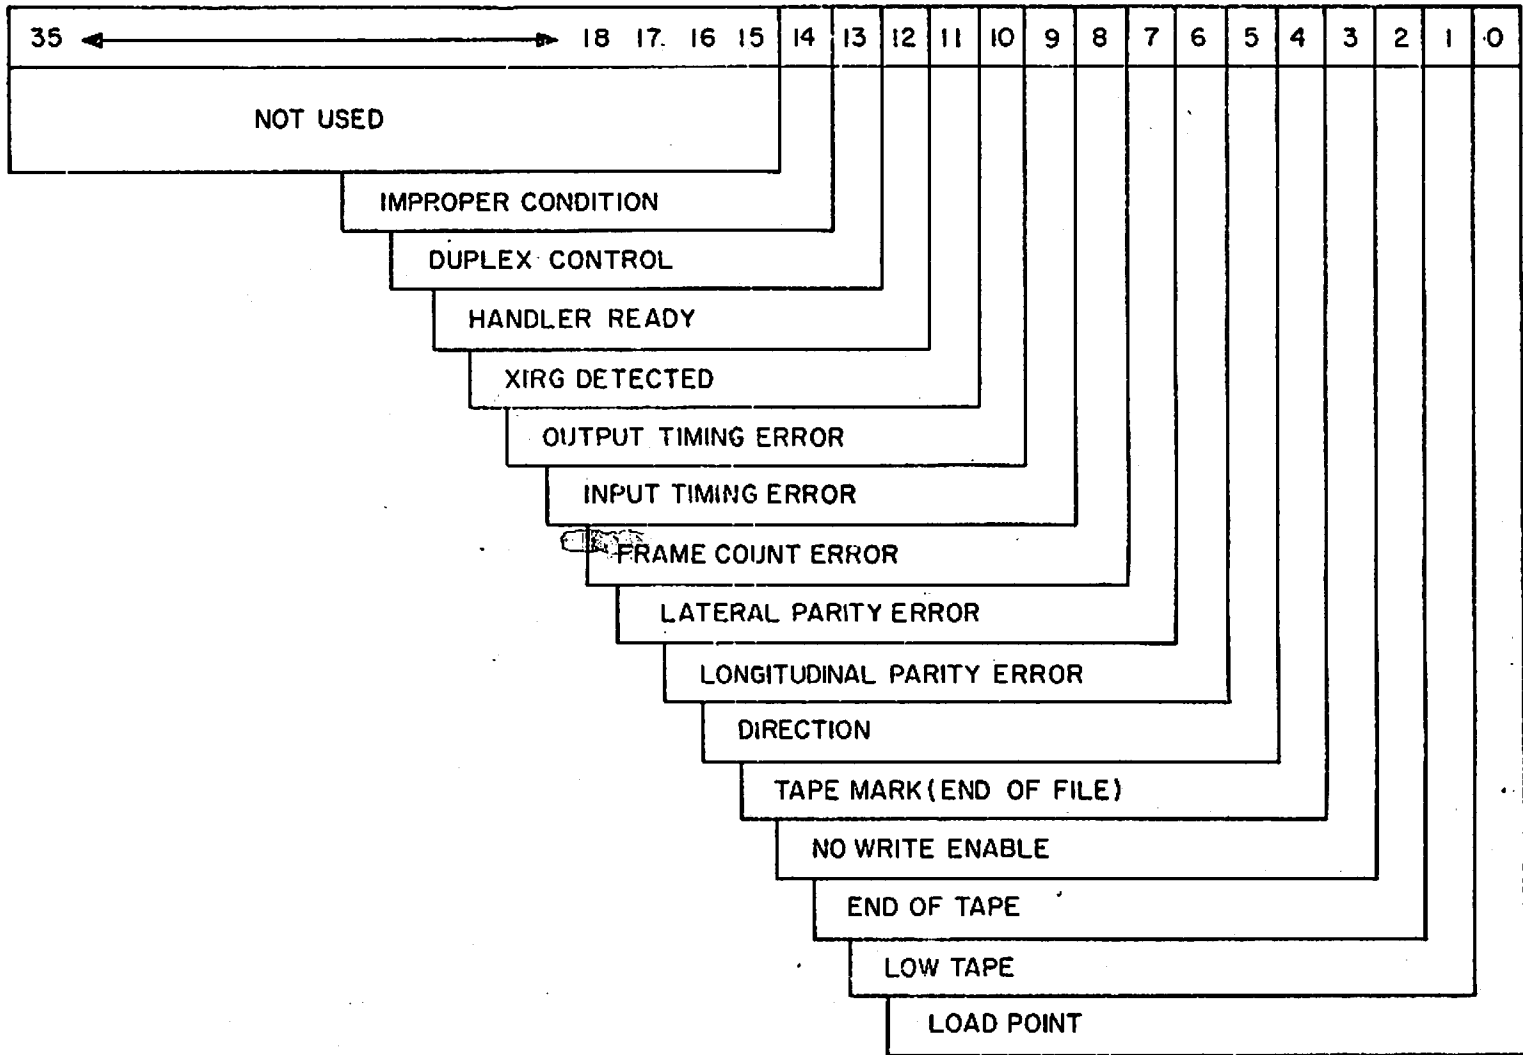 35 18 17. 16 15 14 13 12 11 10 9 8 7 6 5 4 3 2 1 0
NOT USED
IMPROPER CONDITION
DUPLEX CONTROL
HANDLER READY
XIRG DETECTED
OUTPUT TIMING ERROR
INPUT TIMING ERROR
FRAME COUNT ERROR
LATERAL PARITY ERROR
LONGITUDINAL PARITY ERROR
DIRECTION
TAPE MARK (END OF FILE)
NO WRITE ENABLE
END OF TAPE
LOW TAPE
LOAD POINT